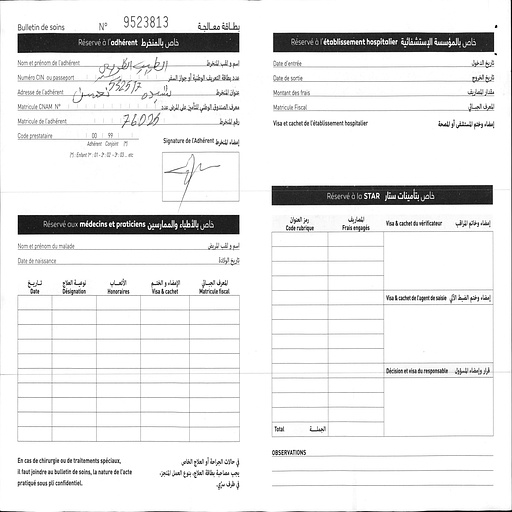 Bulletin de soins N° 9523813 بطاقة معالجة
Réservé à l'adhérent خاص بالمنخرط
Nom et prénom de l'adhérent اسم و لقب المنخرط
Numéro CIN ou passeport عدد بطاقة التعريف الوطنية أو جواز السفر
Adresse de l'adhérent عنوان المنخرط
Matricule CNAM N° معرف الصندوق الوطني للتأمين على المرض عدد
Matricule de l'adhérent 76026 رقم المنخرط
Code prestataire 00 99
Adhérent Conjoint (*)
(*) : Enfant 1er : 01 - 2 : 02 - 3 : 03 ... etc
Signature de l'Adhérent إمضاء المنخرط
Réservé aux médecins et praticiens خاص بالأطباء والممارسين
Nom et prénom du malade اسم و لقب المريض
Date de naissance تاريخ الولادة
تاريخ Date
نوعية العلاج Désignation
الأتعاب Honoraires
الإمضاء و الختم Visa & cachet
المعرف الجبائي Matricule fiscal
En cas de chirurgie ou de traitements spéciaux,
il faut joindre au bulletin de soins, la nature de l'acte
pratiqué sous pli confidentiel.
في حالات الجراحة أو العلاج الخاص
يجب مصاحبة بطاقة العلاج، بنوع العمل المنجز،
في ظرف سري.
Réservé à l'établissement hospitalier خاص بالمؤسسة الإستشفائية
Date d'entrée تاريخ الدخول
Date de sortie تاريخ الخروج
Montant des frais مقدار المصاريف
Matricule Fiscal المعرف الجبائي
Visa et cachet de l'établissement hospitalier إمضاء وختم المستشفى أو المصحة
Réservé à la STAR خاص بتأمينات ستار
رمز العنوان Code rubrique
المصاريف Frais engagés
Visa & cachet du vérificateur إمضاء وختم المراقب
Visa & cachet de l'agent de saisie إمضاء وختم الضبط الآلي
Décision et visa du responsable قرار وإمضاء المسؤول
Total الجملة
OBSERVATIONS